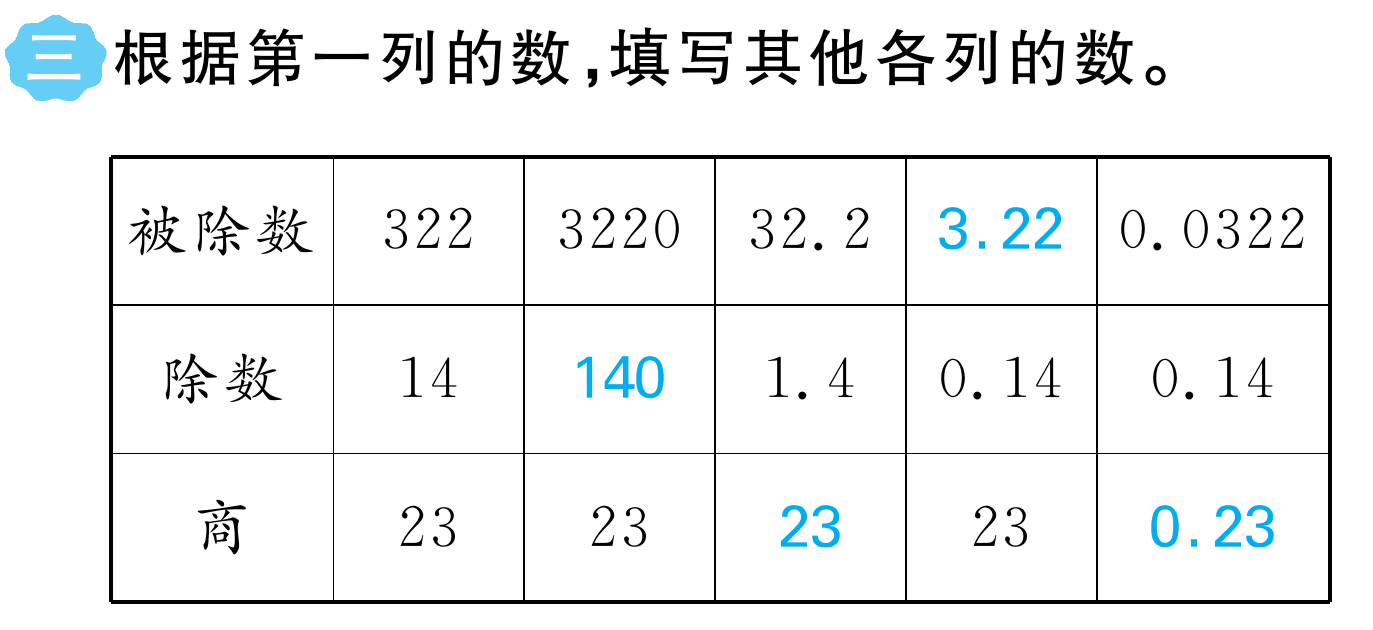 三 根据第一列的数,填写其他各列的数。
被除数 322 3220 32.2 3.22 0.0322
除数 14 140 1.4 0.14 0.14
商 23 23 23 23 0.23